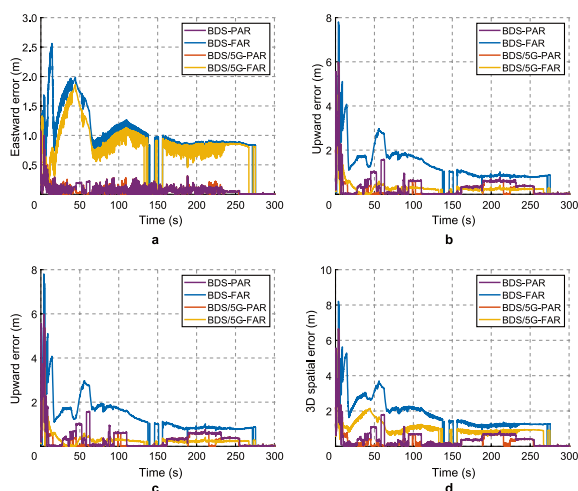 3.0
2.5
2.0
1.5
1.0
0.5
Eastward error (m)
BDS-PAR
BDS-FAR
BDS/5G-PAR
BDS/5G-FAR
0 50 100 150 200 250 300
Time (s)
a
8
6
4
2
Upward error (m)
BDS-PAR
BDS-FAR
BDS/5G-PAR
BDS/5G-FAR
0 50 100 150 200 250 300
Time (s)
b
8
6
4
2
Upward error (m)
BDS-PAR
BDS-FAR
BDS/5G-PAR
BDS/5G-FAR
0 50 100 150 200 250 300
Time (s)
c
10
8
6
4
2
3D spatial error (m)
BDS-PAR
BDS-FAR
BDS/5G-PAR
BDS/5G-FAR
0 50 100 150 200 250 300
Time (s)
d